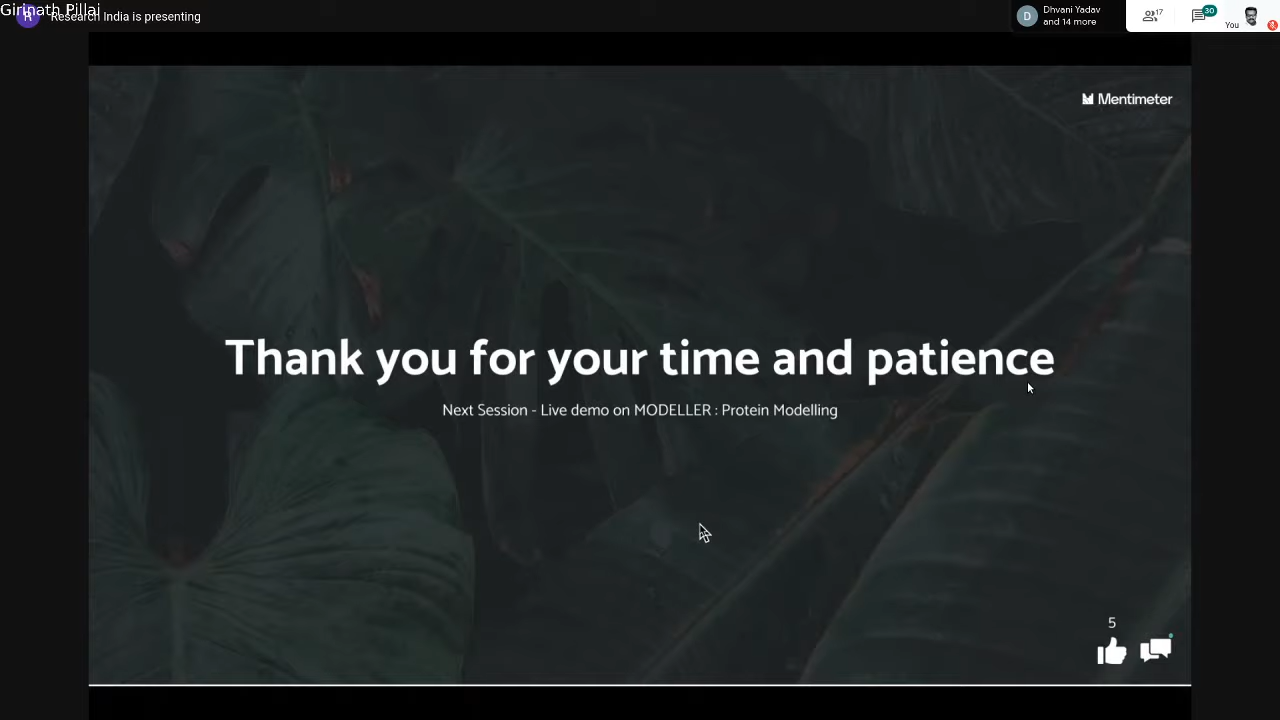 Girinath Pillai
R
Research India is presenting
D
Dhvani Yadav
and 14 more
17
30
You
Mentimeter
Thank you for your time and patience
Next Session - Live demo on MODELLER : Protein Modelling
5